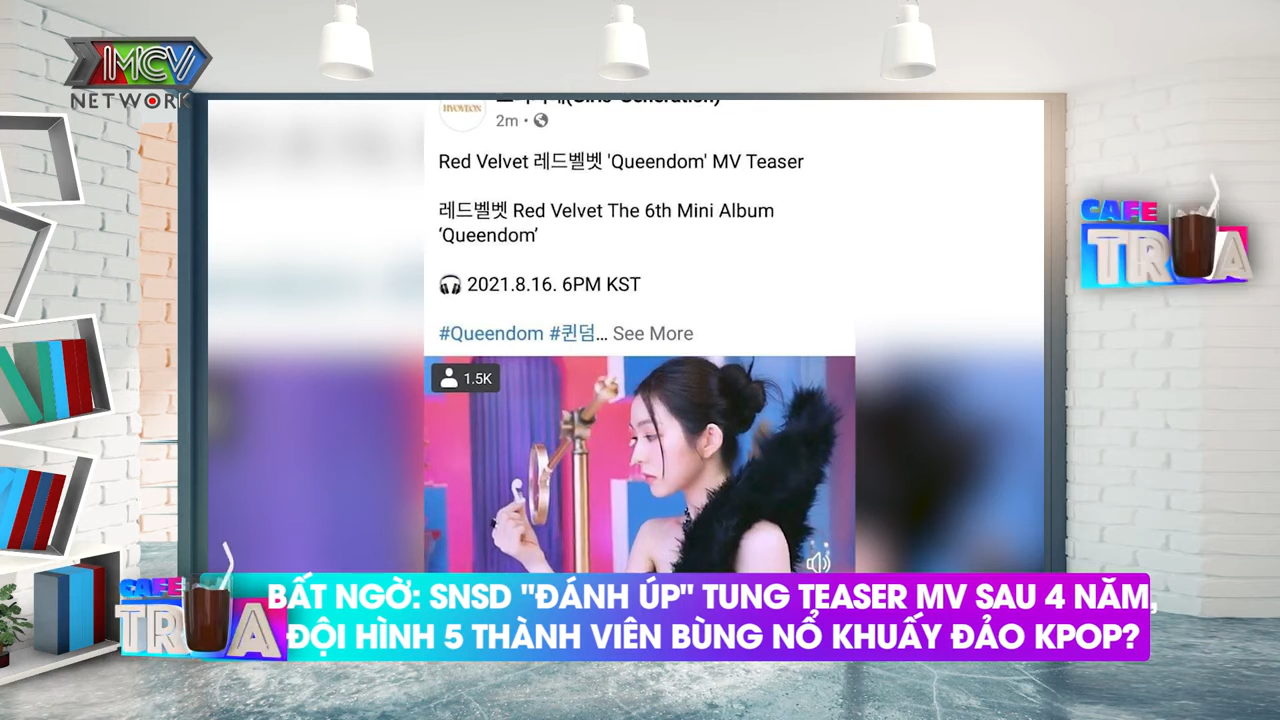 MCV
NETWORK
HYOYEON
2m
Red Velvet 레드벨벳 'Queendom' MV Teaser
레드벨벳 Red Velvet The 6th Mini Album
‘Queendom’
2021.8.16. 6PM KST
#Queendom #퀸덤... See More
1.5K
CAFE
TRƯA
CAFE
TRƯA
BẤT NGỜ: SNSD "ĐÁNH ÚP" TUNG TEASER MV SAU 4 NĂM,
ĐỘI HÌNH 5 THÀNH VIÊN BÙNG NỔ KHUẤY ĐẢO KPOP?